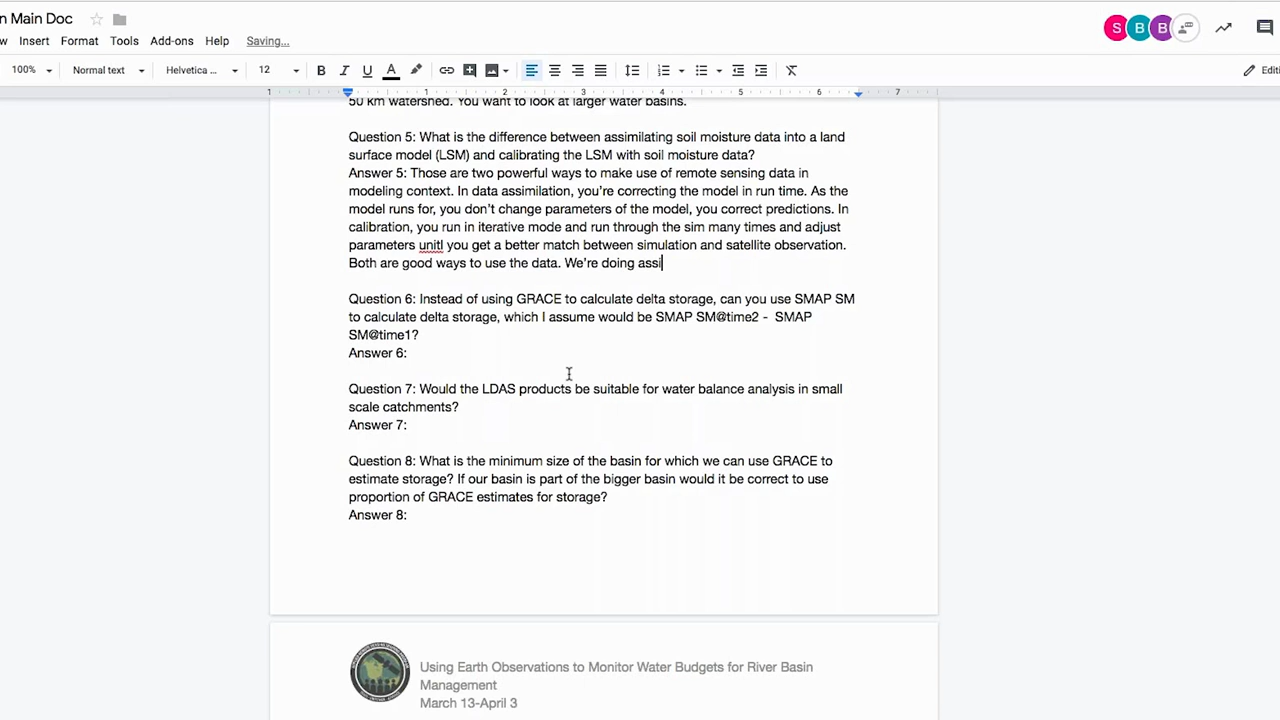 n Main Doc
w Insert Format Tools Add-ons Help Saving...
S B B
100% Normal text Helvetica ... 12 B I U A Editi
1 1 2 3 4 5 6 7
50 km watershed. You want to look at larger water basins.
Question 5: What is the difference between assimilating soil moisture data into a land
surface model (LSM) and calibrating the LSM with soil moisture data?
Answer 5: Those are two powerful ways to make use of remote sensing data in
modeling context. In data assimilation, you're correcting the model in run time. As the
model runs for, you don't change parameters of the model, you correct predictions. In
calibration, you run in iterative mode and run through the sim many times and adjust
parameters unitl you get a better match between simulation and satellite observation.
Both are good ways to use the data. We're doing assi
Question 6: Instead of using GRACE to calculate delta storage, can you use SMAP SM
to calculate delta storage, which I assume would be SMAP SM@time2 - SMAP
SM@time1?
Answer 6:
Question 7: Would the LDAS products be suitable for water balance analysis in small
scale catchments?
Answer 7:
Question 8: What is the minimum size of the basin for which we can use GRACE to
estimate storage? If our basin is part of the bigger basin would it be correct to use
proportion of GRACE estimates for storage?
Answer 8:
Using Earth Observations to Monitor Water Budgets for River Basin
Management
March 13-April 3